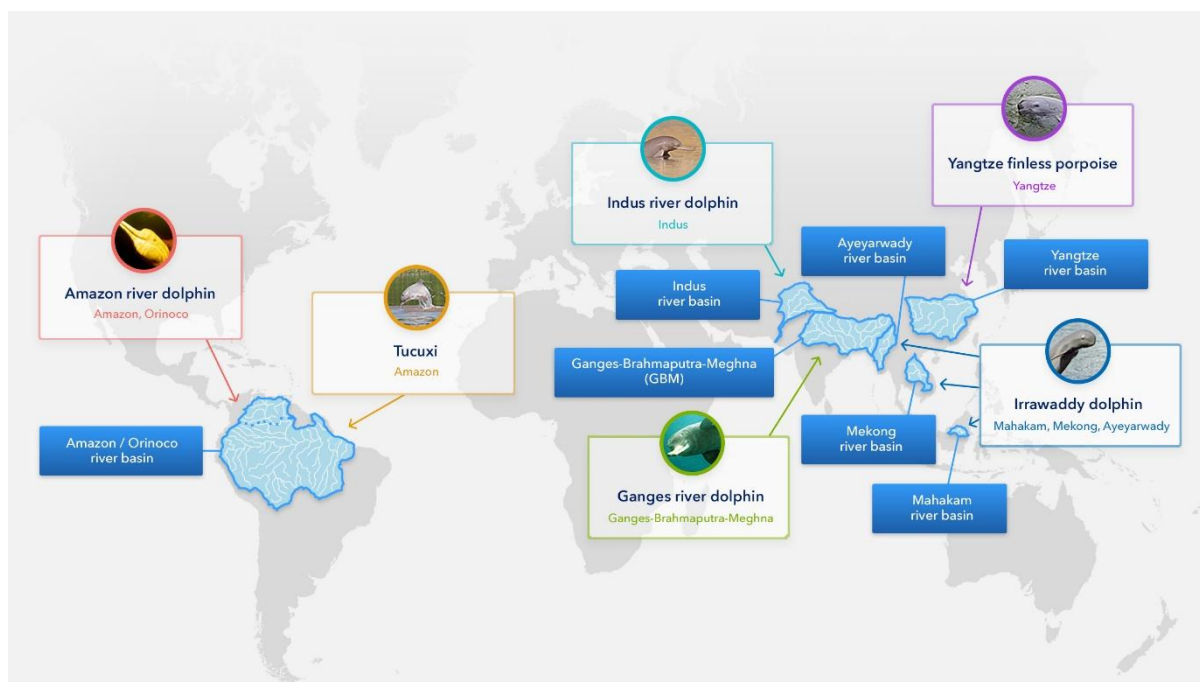 Yangtze finless porpoise
Yangtze
Indus river dolphin
Indus
Ayeyarwady
river basin
Yangtze
river basin
Amazon river dolphin
Amazon, Orinoco
Indus
river basin
Tucuxi
Amazon
Ganges-Brahmaputra-Meghna
(GBM)
Irrawaddy dolphin
Mahakam, Mekong, Ayeyarwady
Amazon / Orinoco
river basin
Mekong
river basin
Ganges river dolphin
Ganges-Brahmaputra-Meghna
Mahakam
river basin